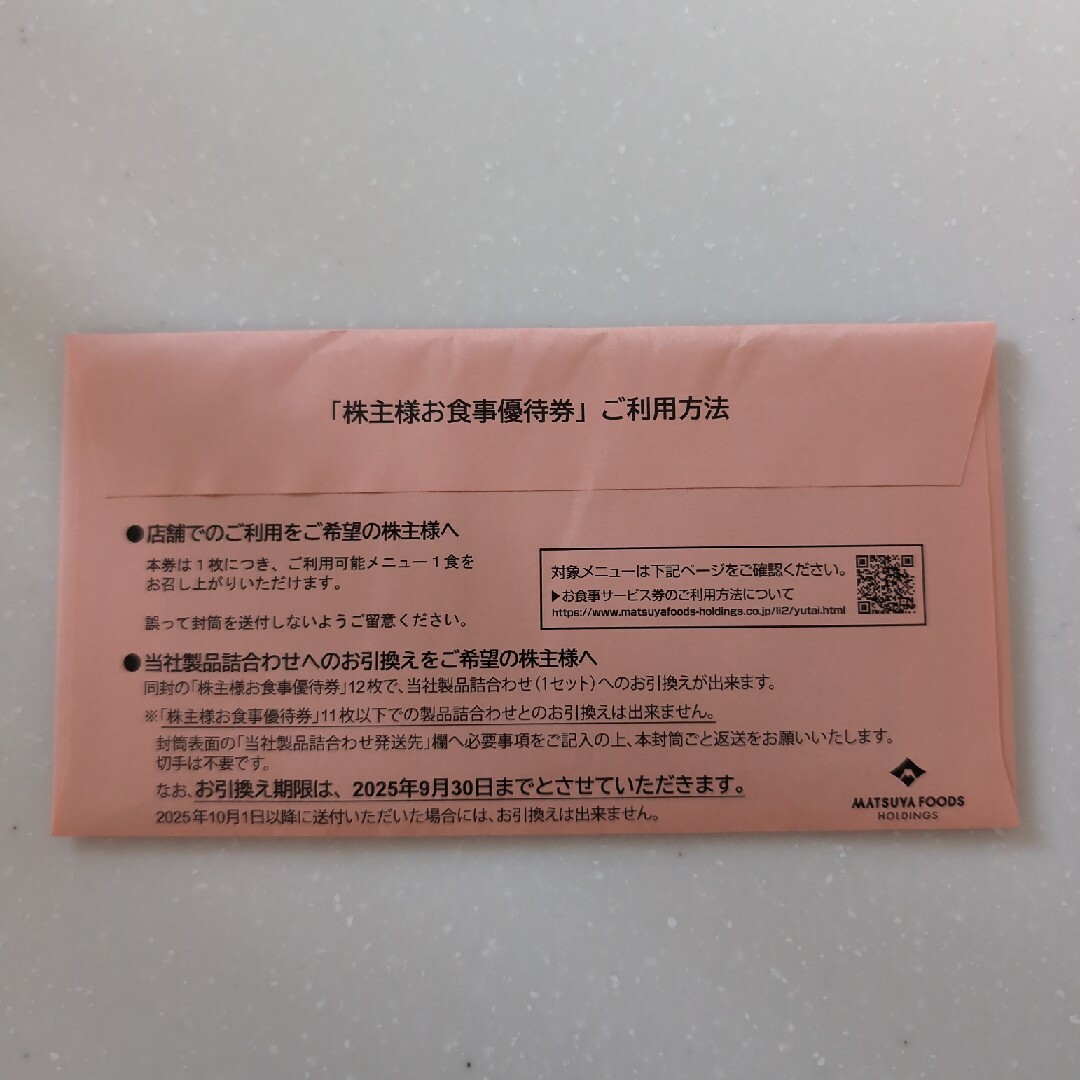 「株主様お食事優待券」ご利用方法
●店舗でのご利用をご希望の株主様へ
本券は１枚につき、ご利用可能メニュー１食を
お召し上がりいただけます。
誤って封筒を送付しないようご留意ください。
対象メニューは下記ページをご確認ください。
▶お食事サービス券のご利用方法について
https://www.matsuyafoods-holdings.co.jp/li2/yutai.html
●当社製品詰合わせへのお引換えをご希望の株主様へ
同封の「株主様お食事優待券」12枚で、当社製品詰合わせ(1セット)へのお引換えが出来ます。
※「株主様お食事優待券」11枚以下での製品詰合わせとのお引換えは出来ません。
封筒表面の「当社製品詰合わせ発送先」欄へ必要事項をご記入の上、本封筒ごと返送をお願いいたします。
切手は不要です。
なお、お引換え期限は、2025年9月30日までとさせていただきます。
2025年10月1日以降に送付いただいた場合には、お引換えは出来ません。
MATSUYA FOODS
HOLDINGS